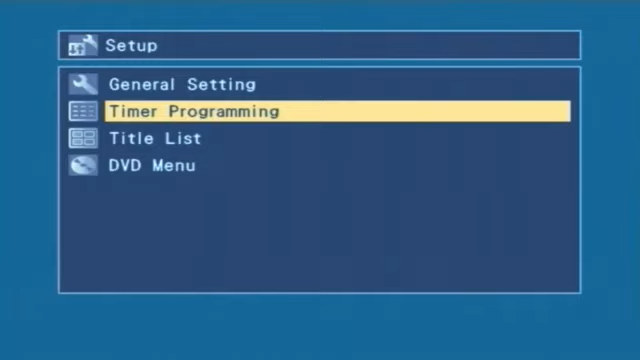 Setup
General Setting
Timer Programming
Title List
DVD Menu